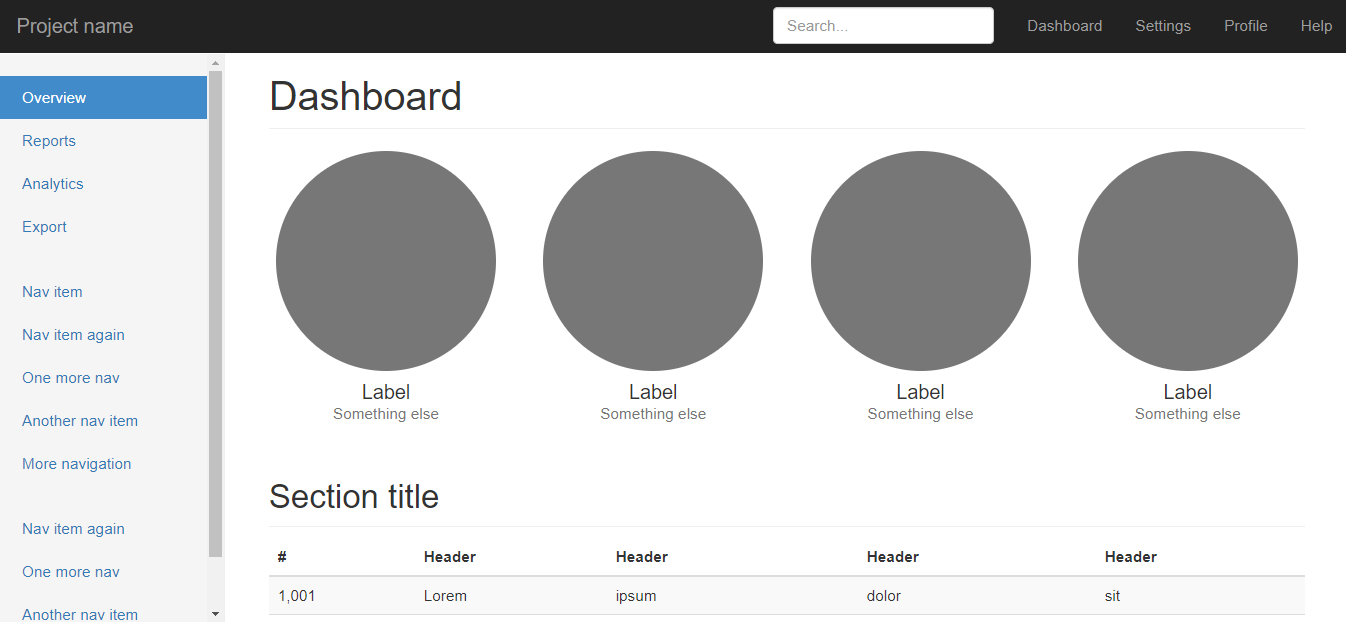 Project name
Search...
Dashboard Settings Profile Help
Overview
Reports
Analytics
Export
Nav item
Nav item again
One more nav
Another nav item
More navigation
Nav item again
One more nav
Another nav item
Dashboard
Label Label Label Label
Something else Something else Something else Something else
Section title
# Header Header Header Header
1,001 Lorem ipsum dolor sit